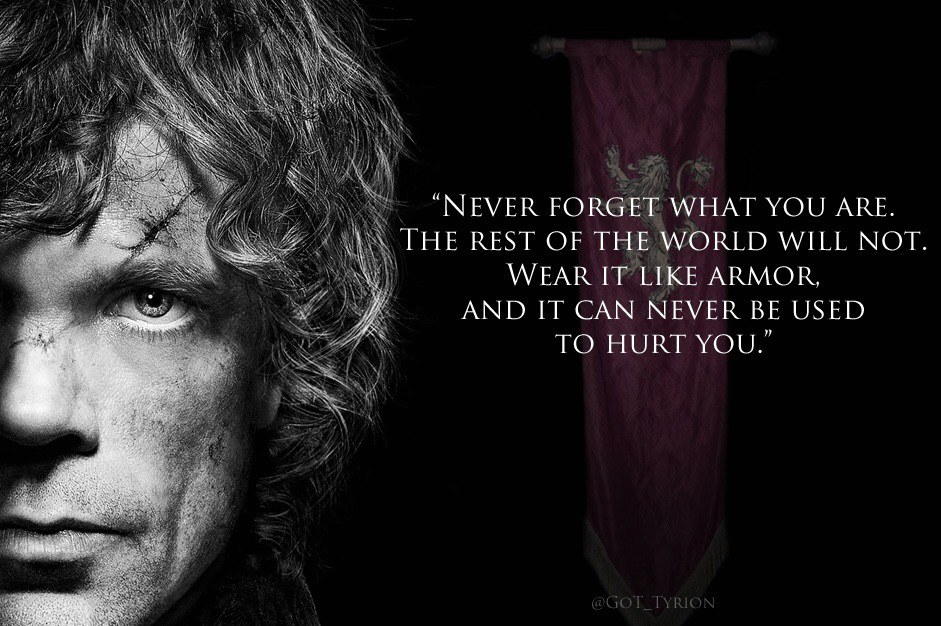 “Never forget what you are.
The rest of the world will not.
Wear it like armor,
and it can never be used
to hurt you.”
@GoT_Tyrion